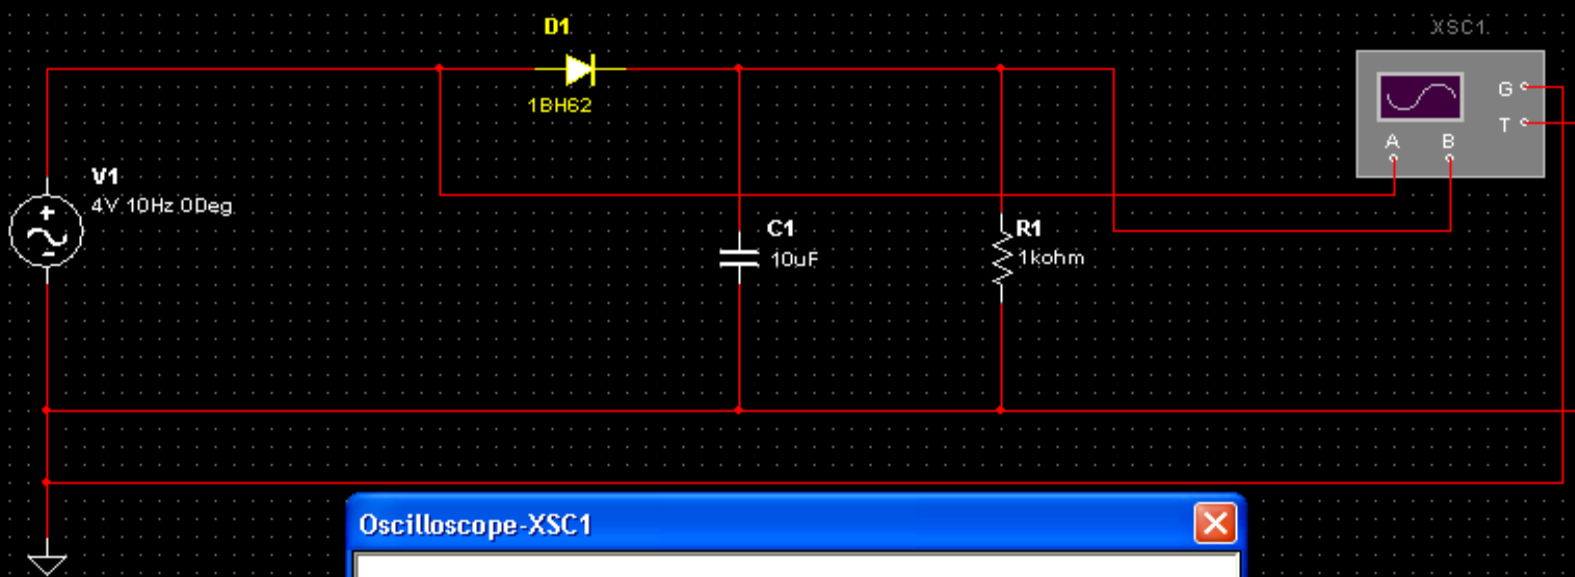 D1
1BH62
XSC1
G
T
A B
V1
4V 10Hz 0Deg
C1
10uF
R1
1kohm
Oscilloscope-XSC1